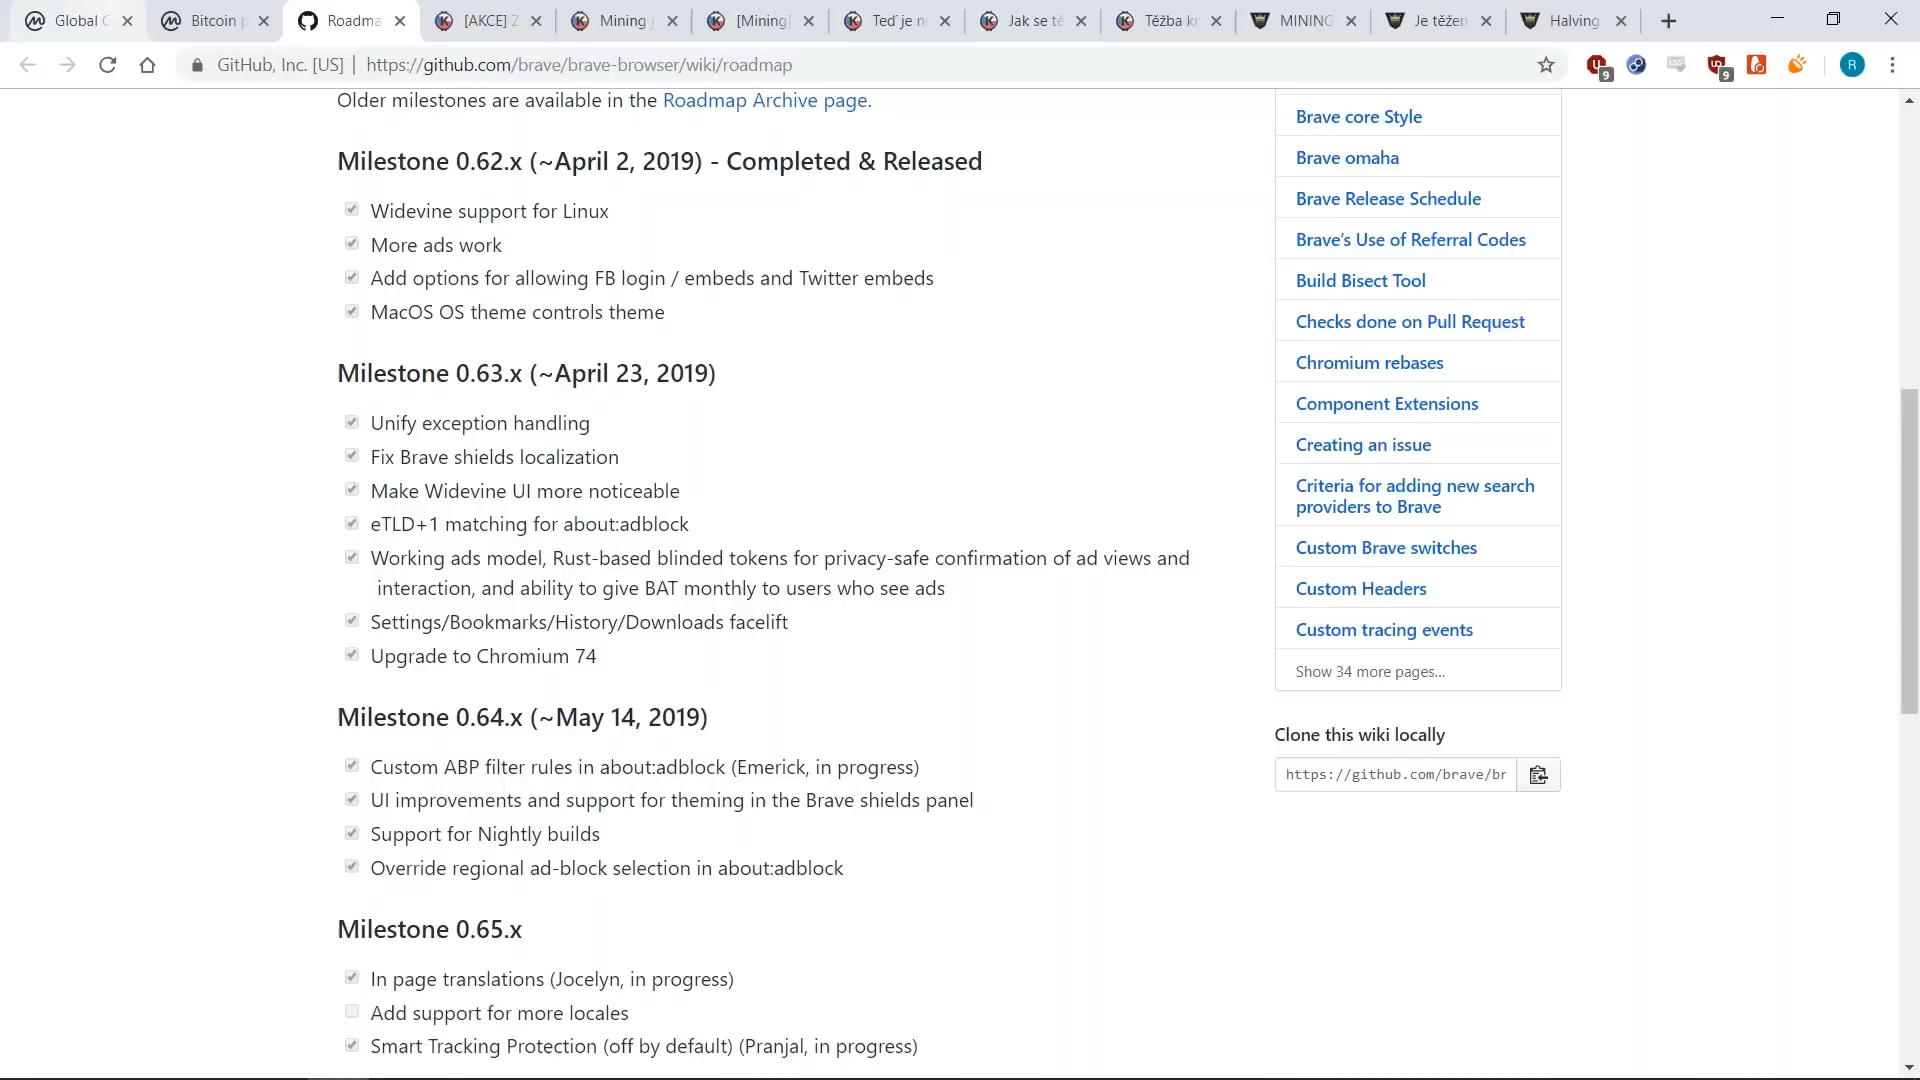 Global C
Bitcoin p
Roadma
[AKCE] Z
Mining j
[Mining]
Teď je n
Jak se tě
Těžba k
MINING
Je těžen
Halving
GitHub, Inc. [US] | https://github.com/brave/brave-browser/wiki/roadmap
9
9
R
Older milestones are available in the Roadmap Archive page.
Milestone 0.62.x (~April 2, 2019) - Completed & Released
Widevine support for Linux
More ads work
Add options for allowing FB login / embeds and Twitter embeds
MacOS OS theme controls theme
Milestone 0.63.x (~April 23, 2019)
Unify exception handling
Fix Brave shields localization
Make Widevine UI more noticeable
eTLD+1 matching for about:adblock
Working ads model, Rust-based blinded tokens for privacy-safe confirmation of ad views and
interaction, and ability to give BAT monthly to users who see ads
Settings/Bookmarks/History/Downloads facelift
Upgrade to Chromium 74
Milestone 0.64.x (~May 14, 2019)
Custom ABP filter rules in about:adblock (Emerick, in progress)
UI improvements and support for theming in the Brave shields panel
Support for Nightly builds
Override regional ad-block selection in about:adblock
Milestone 0.65.x
In page translations (Jocelyn, in progress)
Add support for more locales
Smart Tracking Protection (off by default) (Pranjal, in progress)
Brave core Style
Brave omaha
Brave Release Schedule
Brave's Use of Referral Codes
Build Bisect Tool
Checks done on Pull Request
Chromium rebases
Component Extensions
Creating an issue
Criteria for adding new search
providers to Brave
Custom Brave switches
Custom Headers
Custom tracing events
Show 34 more pages...
Clone this wiki locally
https://github.com/brave/br